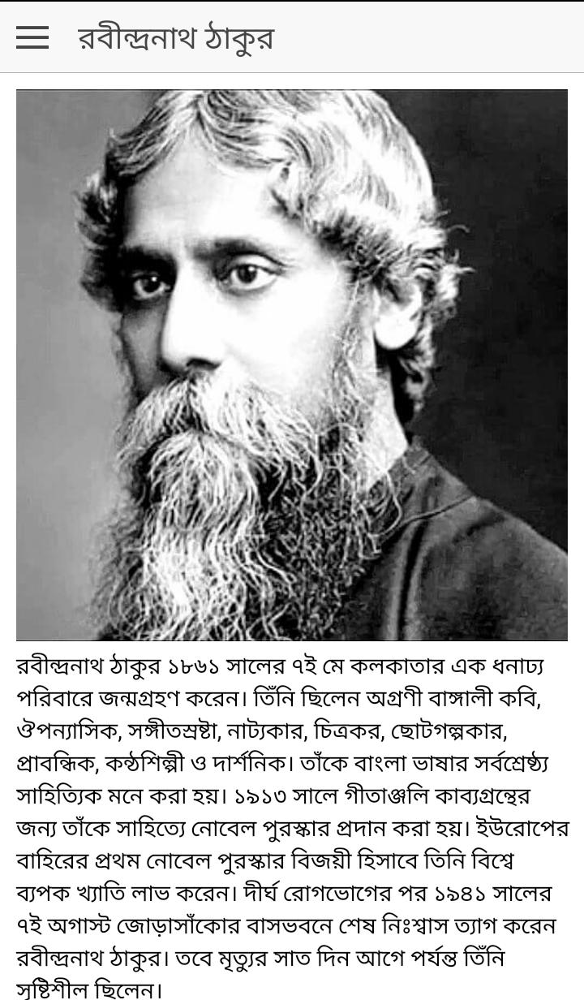 রবীন্দ্রনাথ ঠাকুর
রবীন্দ্রনাথ ঠাকুর ১৮৬১ সালের ৭ই মে কলকাতার এক ধনাঢ্য
পরিবারে জন্মগ্রহণ করেন। তিঁনি ছিলেন অগ্রণী বাঙ্গালী কবি,
ঔপন্যাসিক, সঙ্গীতস্রষ্টা, নাট্যকার, চিত্রকর, ছোটগল্পকার,
প্রাবন্ধিক, কন্ঠশিল্পী ও দার্শনিক। তাঁকে বাংলা ভাষার সর্বশ্রেষ্ঠ্য
সাহিত্যিক মনে করা হয়। ১৯১৩ সালে গীতাঞ্জলি কাব্যগ্রন্থের
জন্য তাঁকে সাহিত্যে নোবেল পুরস্কার প্রদান করা হয়। ইউরোপের
বাহিরের প্রথম নোবেল পুরস্কার বিজয়ী হিসাবে তিনি বিশ্বে
ব্যপক খ্যাতি লাভ করেন। দীর্ঘ রোগভোগের পর ১৯৪১ সালের
৭ই অগাস্ট জোড়াসাঁকোর বাসভবনে শেষ নিঃশ্বাস ত্যাগ করেন
রবীন্দ্রনাথ ঠাকুর। তবে মৃত্যুর সাত দিন আগে পর্যন্ত তিঁনি
সৃষ্টিশীল ছিলেন।